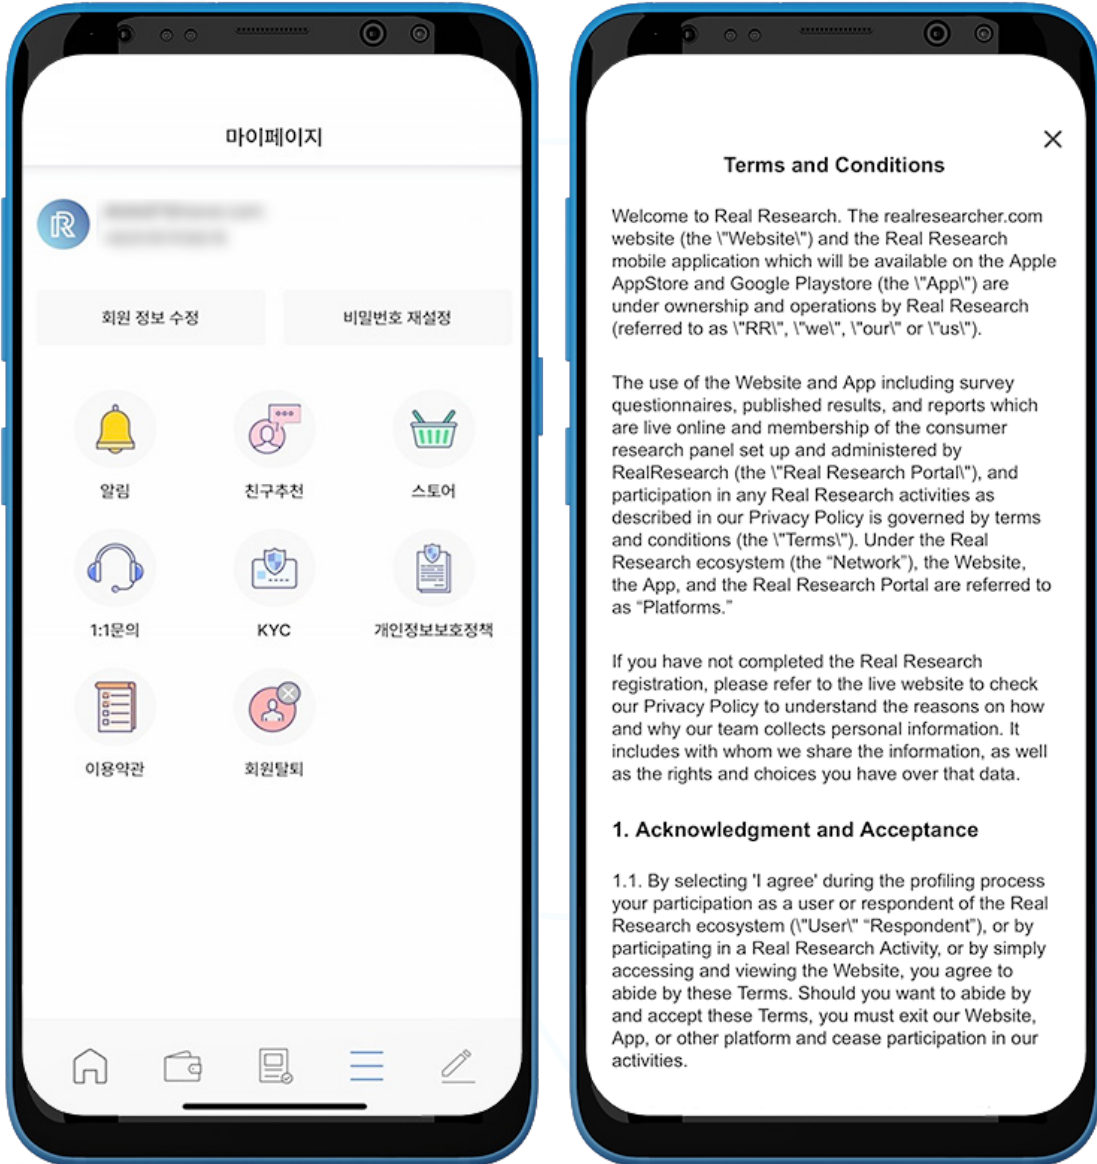 마이페이지
회원 정보 수정
비밀번호 재설정
알림
친구추천
스토어
1:1문의
KYC
개인정보보호정책
이용약관
회원탈퇴
Terms and Conditions
Welcome to Real Research. The realresearcher.com
website (the \"Website\") and the Real Research
mobile application which will be available on the Apple
AppStore and Google Playstore (the \"App\") are
under ownership and operations by Real Research
(referred to as \"RR\", \"we\", \"our\" or \"us\").
The use of the Website and App including survey
questionnaires, published results, and reports which
are live online and membership of the consumer
research panel set up and administered by
RealResearch (the \"Real Research Portal\"), and
participation in any Real Research activities as
described in our Privacy Policy is governed by terms
and conditions (the \"Terms\"). Under the Real
Research ecosystem (the “Network”), the Website,
the App, and the Real Research Portal are referred to
as “Platforms.”
If you have not completed the Real Research
registration, please refer to the live website to check
our Privacy Policy to understand the reasons on how
and why our team collects personal information. It
includes with whom we share the information, as well
as the rights and choices you have over that data.
1. Acknowledgment and Acceptance
1.1. By selecting 'I agree' during the profiling process
your participation as a user or respondent of the Real
Research ecosystem (\"User\" “Respondent”), or by
participating in a Real Research Activity, or by simply
accessing and viewing the Website, you agree to
abide by these Terms. Should you want to abide by
and accept these Terms, you must exit our Website,
App, or other platform and cease participation in our
activities.